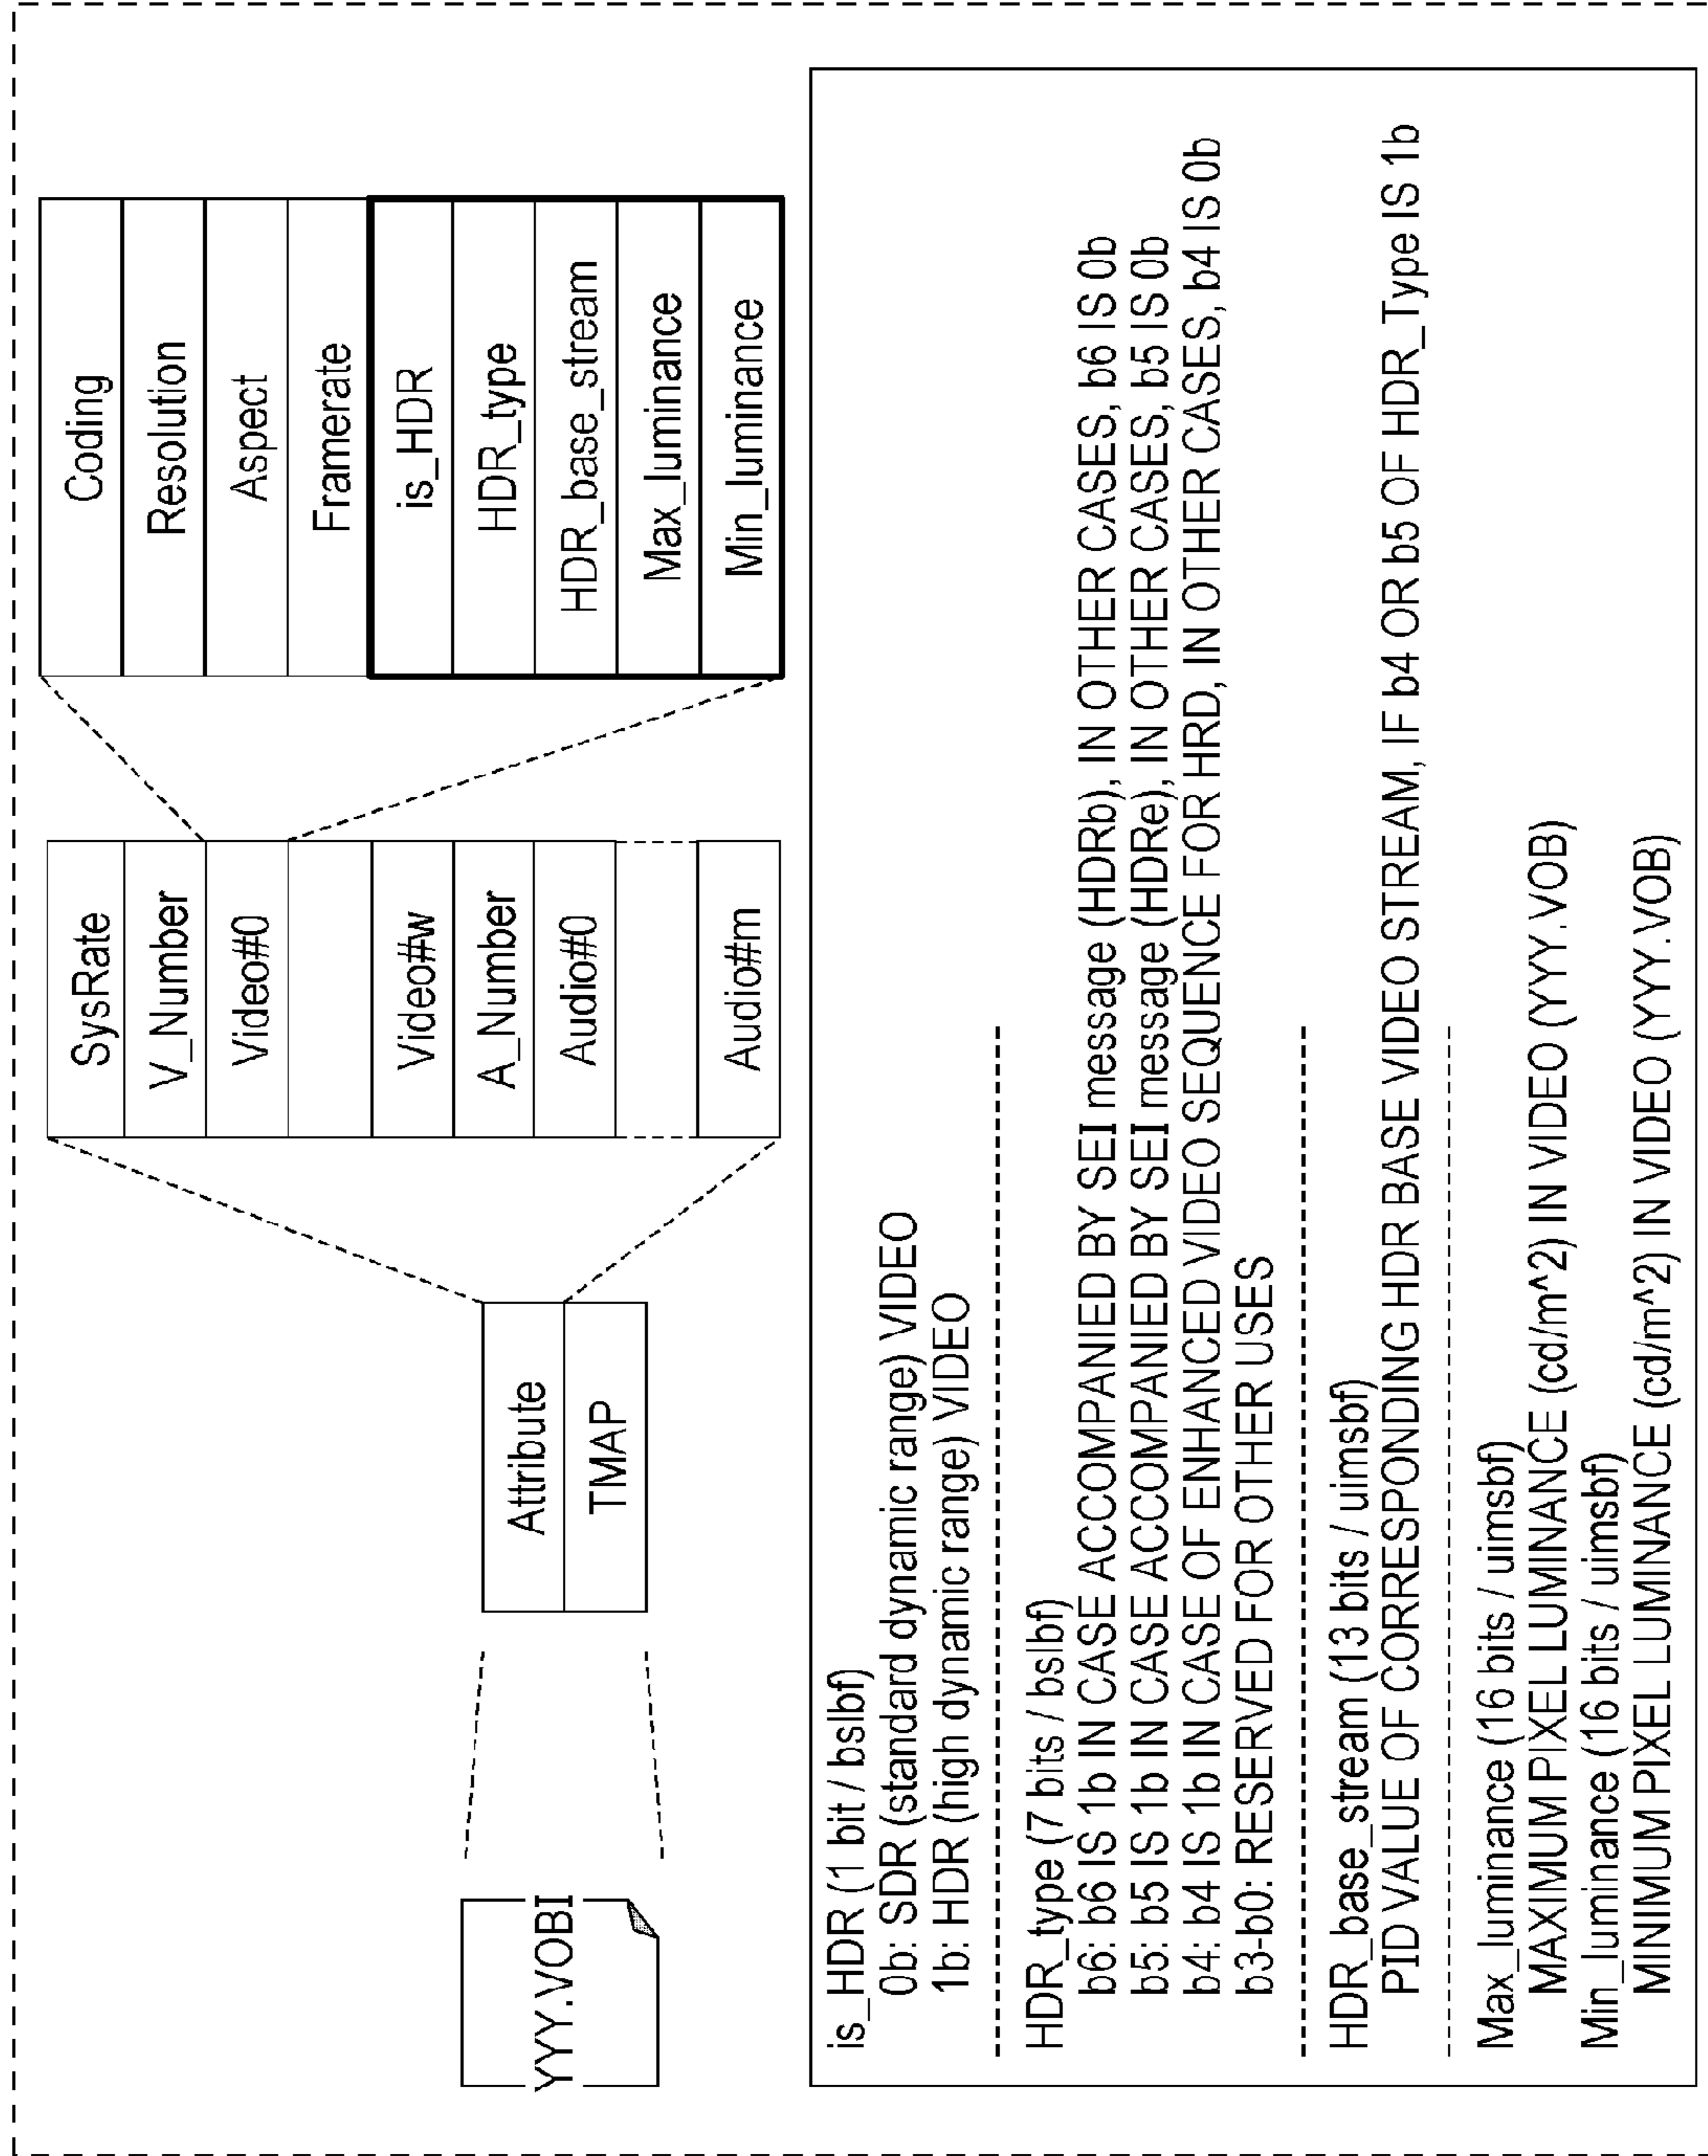 YYY.VOBI
Attribute
TMAP
SysRate
V_Number
Video#0
Video#w
A_Number
Audio#0
Audio#m
Coding
Resolution
Aspect
Framerate
is_HDR
HDR_type
HDR_base_stream
Max_luminance
Min_luminance
is_HDR (1 bit / bslbf)
0b: SDR (standard dynamic range) VIDEO
1b: HDR (high dynamic range) VIDEO
HDR_type (7 bits / bslbf)
b6: b6 IS 1b IN CASE ACCOMPANIED BY SEI message (HDRb), IN OTHER CASES, b6 IS 0b
b5: b5 IS 1b IN CASE ACCOMPANIED BY SEI message (HDRe), IN OTHER CASES, b5 IS 0b
b4: b4 IS 1b IN CASE OF ENHANCED VIDEO SEQUENCE FOR HRD, IN OTHER CASES, b4 IS 0b
b3-b0: RESERVED FOR OTHER USES
HDR_base_stream (13 bits / uimsbf)
PID VALUE OF CORRESPONDING HDR BASE VIDEO STREAM, IF b4 OR b5 OF HDR_Type IS 1b
Max_luminance (16 bits / uimsbf)
MAXIMUM PIXEL LUMINANCE (cd/m^2) IN VIDEO (YYY.VOB)
Min_luminance (16 bits / uimsbf)
MINIMUM PIXEL LUMINANCE (cd/m^2) IN VIDEO (YYY.VOB)